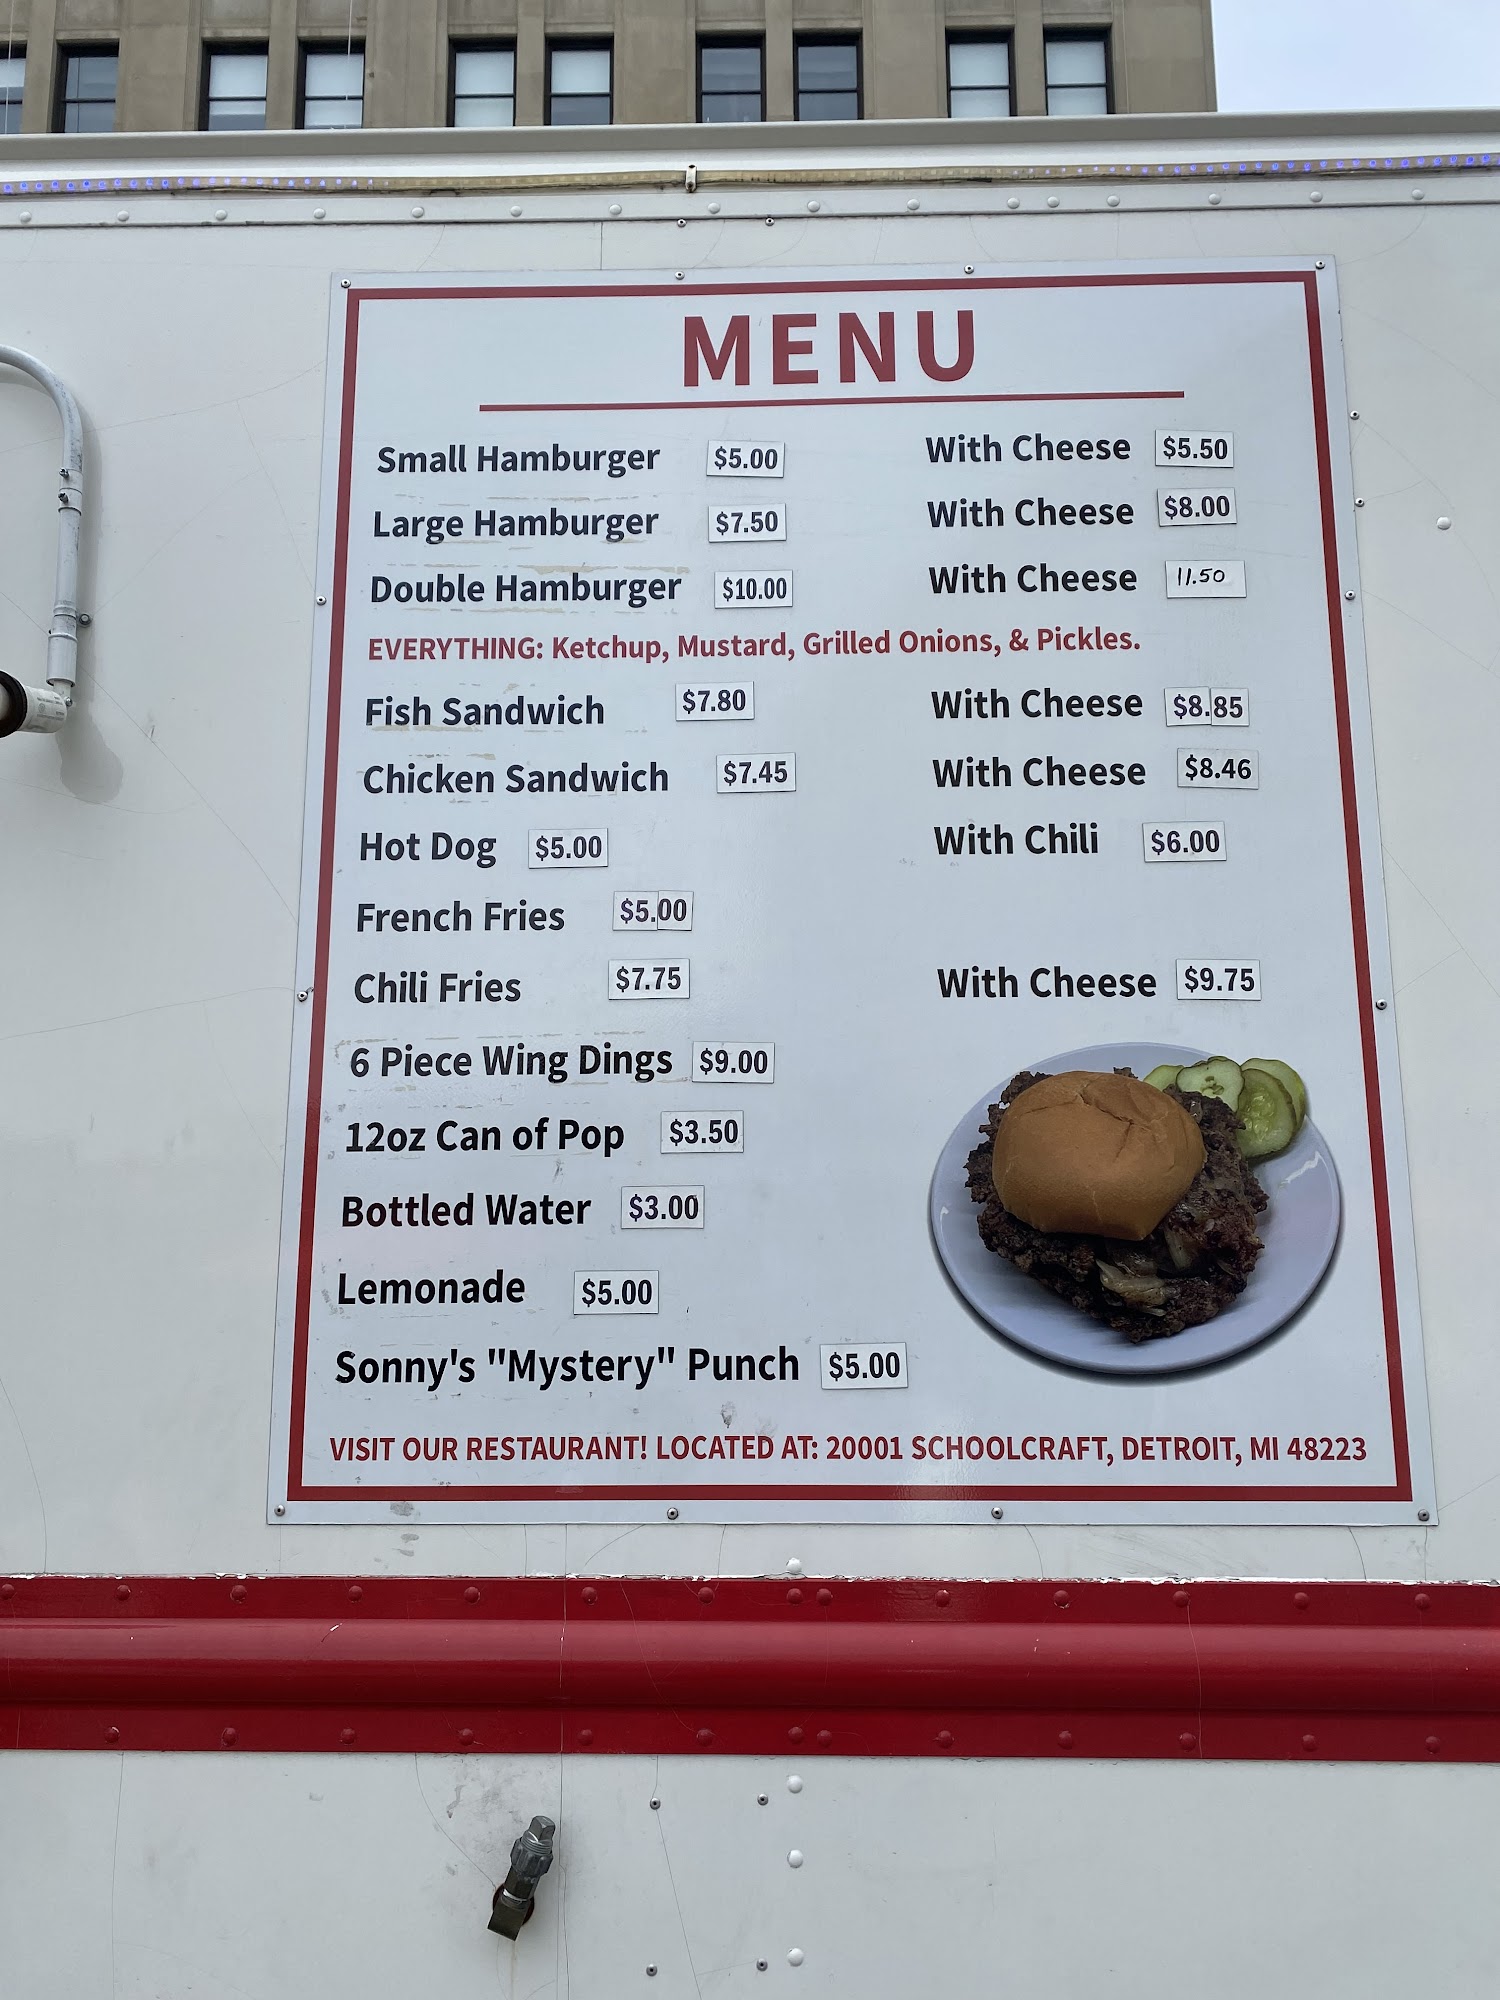 MENU
Small Hamburger $5.00 With Cheese $5.50
Large Hamburger $7.50 With Cheese $8.00
Double Hamburger $10.00 With Cheese 11.50
EVERYTHING: Ketchup, Mustard, Grilled Onions, & Pickles.
Fish Sandwich $7.80 With Cheese $8.85
Chicken Sandwich $7.45 With Cheese $8.46
Hot Dog $5.00 With Chili $6.00
French Fries $5.00
Chili Fries $7.75 With Cheese $9.75
6 Piece Wing Dings $9.00
12oz Can of Pop $3.50
Bottled Water $3.00
Lemonade $5.00
Sonny's "Mystery" Punch $5.00
VISIT OUR RESTAURANT! LOCATED AT: 20001 SCHOOLCRAFT, DETROIT, MI 48223